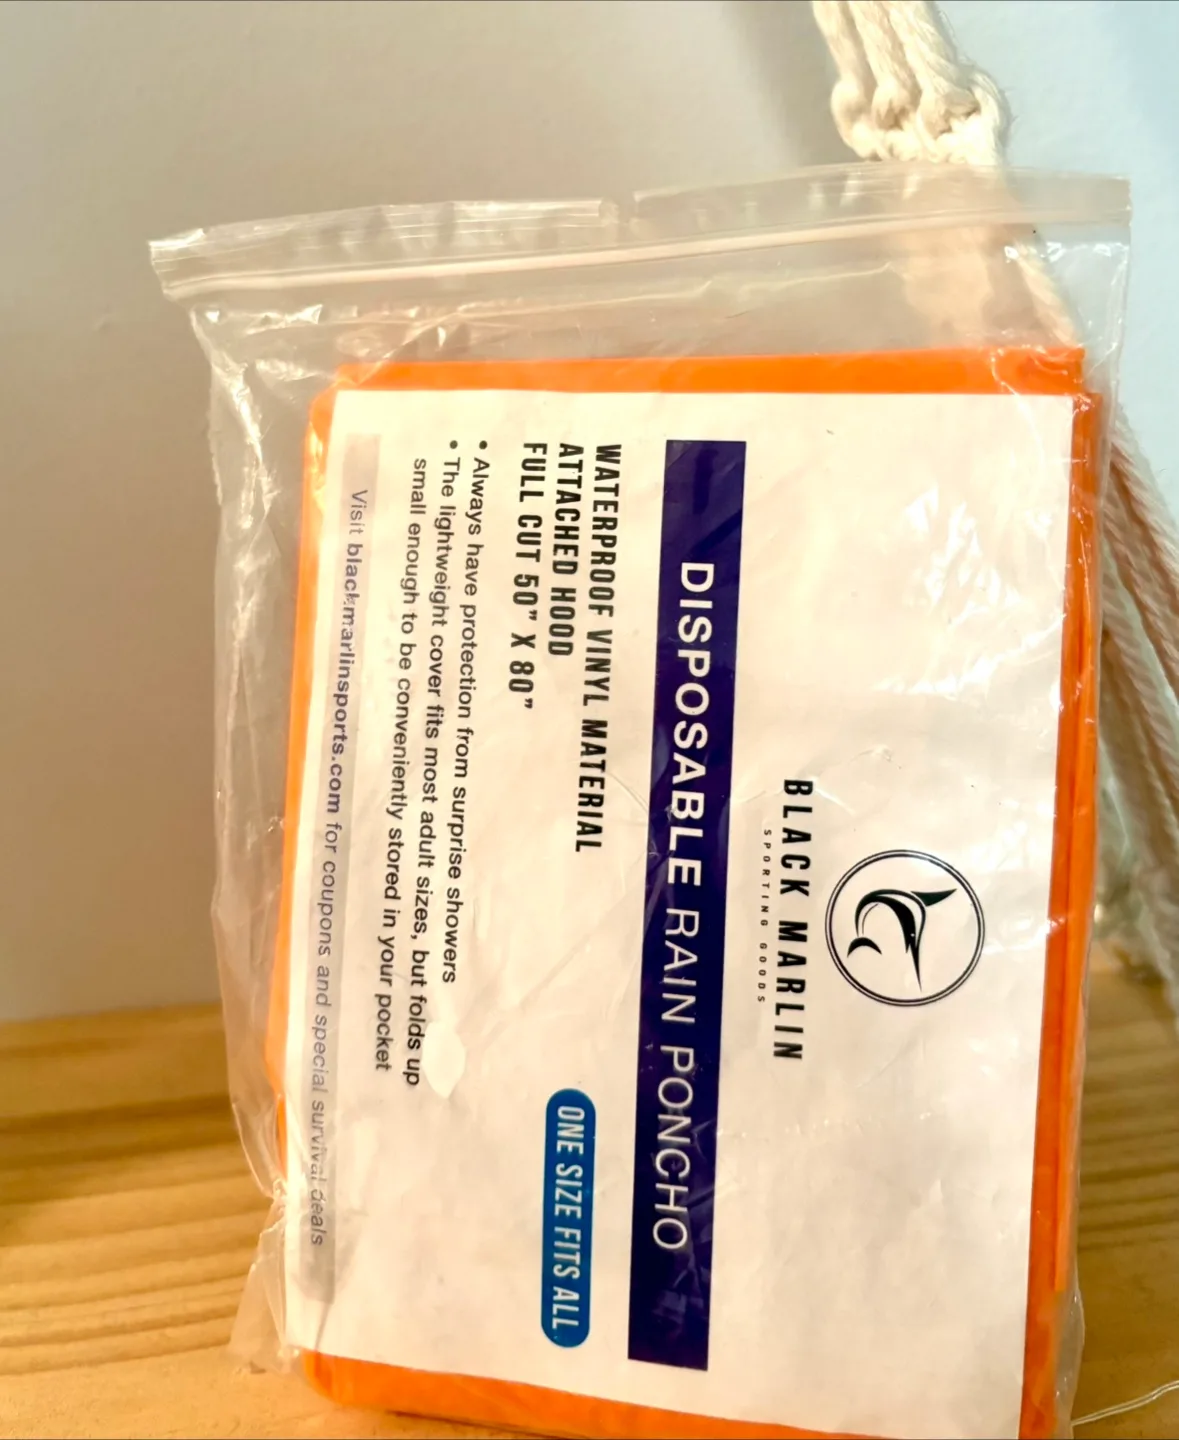 BLACK MARLIN
SPORTING GOODS
DISPOSABLE RAIN PONCHO
WATERPROOF VINYL MATERIAL
ATTACHED HOOD
FULL CUT 50” X 80”
ONE SIZE FITS ALL
• Always have protection from surprise showers
• The lightweight cover fits most adult sizes, but folds up
small enough to be conveniently stored in your pocket
Visit blackmarlinsports.com for coupons and special survival deals